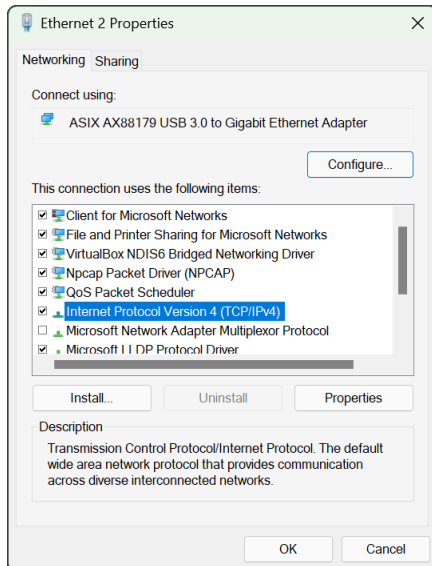 Ethernet 2 Properties
Networking
Sharing
Connect using:
ASIX AX88179 USB 3.0 to Gigabit Ethernet Adapter
Configure...
This connection uses the following items:
Client for Microsoft Networks
File and Printer Sharing for Microsoft Networks
VirtualBox NDIS6 Bridged Networking Driver
Npcap Packet Driver (NPCAP)
QoS Packet Scheduler
Internet Protocol Version 4 (TCP/IPv4)
Microsoft Network Adapter Multiplexor Protocol
Microsoft LLDP Protocol Driver
Install...
Uninstall
Properties
Description
Transmission Control Protocol/Internet Protocol. The default
wide area network protocol that provides communication
across diverse interconnected networks.
OK
Cancel